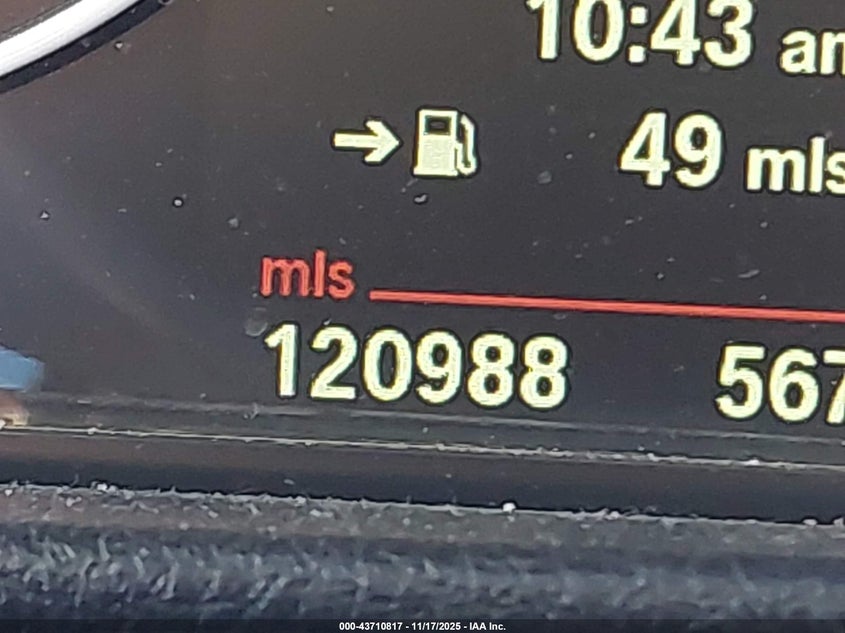 10:43 am
49 mls
mls
120988 567
000-43710817 - 11/17/2025 - IAA Inc.